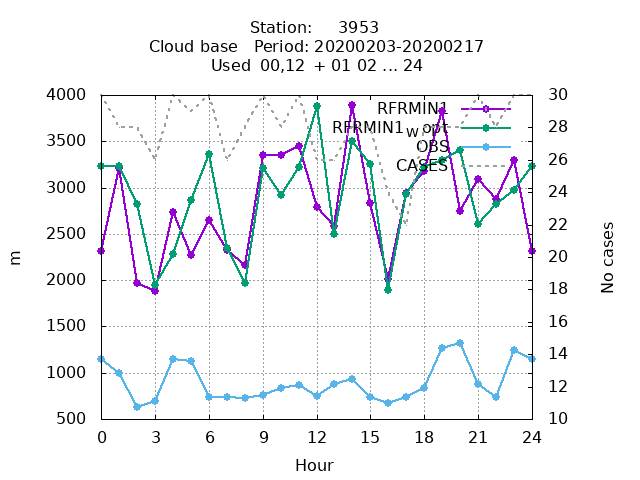 Station: 3953
Cloud base Period: 20200203-20200217
Used 00,12 + 01 02 ... 24
4000 30
RFRMIN1
3500 28
RFRMIN1_w opt
OBS
CASES
26
3000
24
2500 22
m
2000 20
No cases
18
1500 16
14
1000 12
500 10
0 3 6 9 12 15 18 21 24
Hour